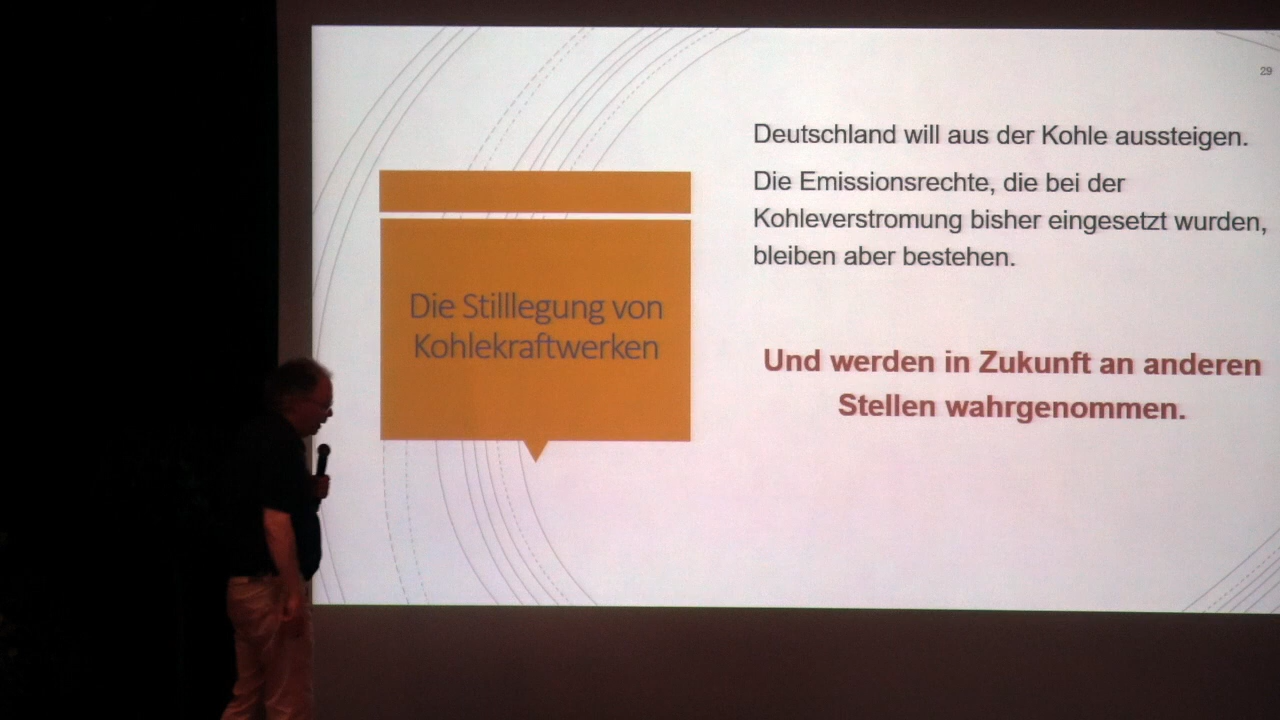 29
Die Stilllegung von
Kohlekraftwerken
Deutschland will aus der Kohle aussteigen.
Die Emissionsrechte, die bei der
Kohleverstromung bisher eingesetzt wurden,
bleiben aber bestehen.
Und werden in Zukunft an anderen
Stellen wahrgenommen.